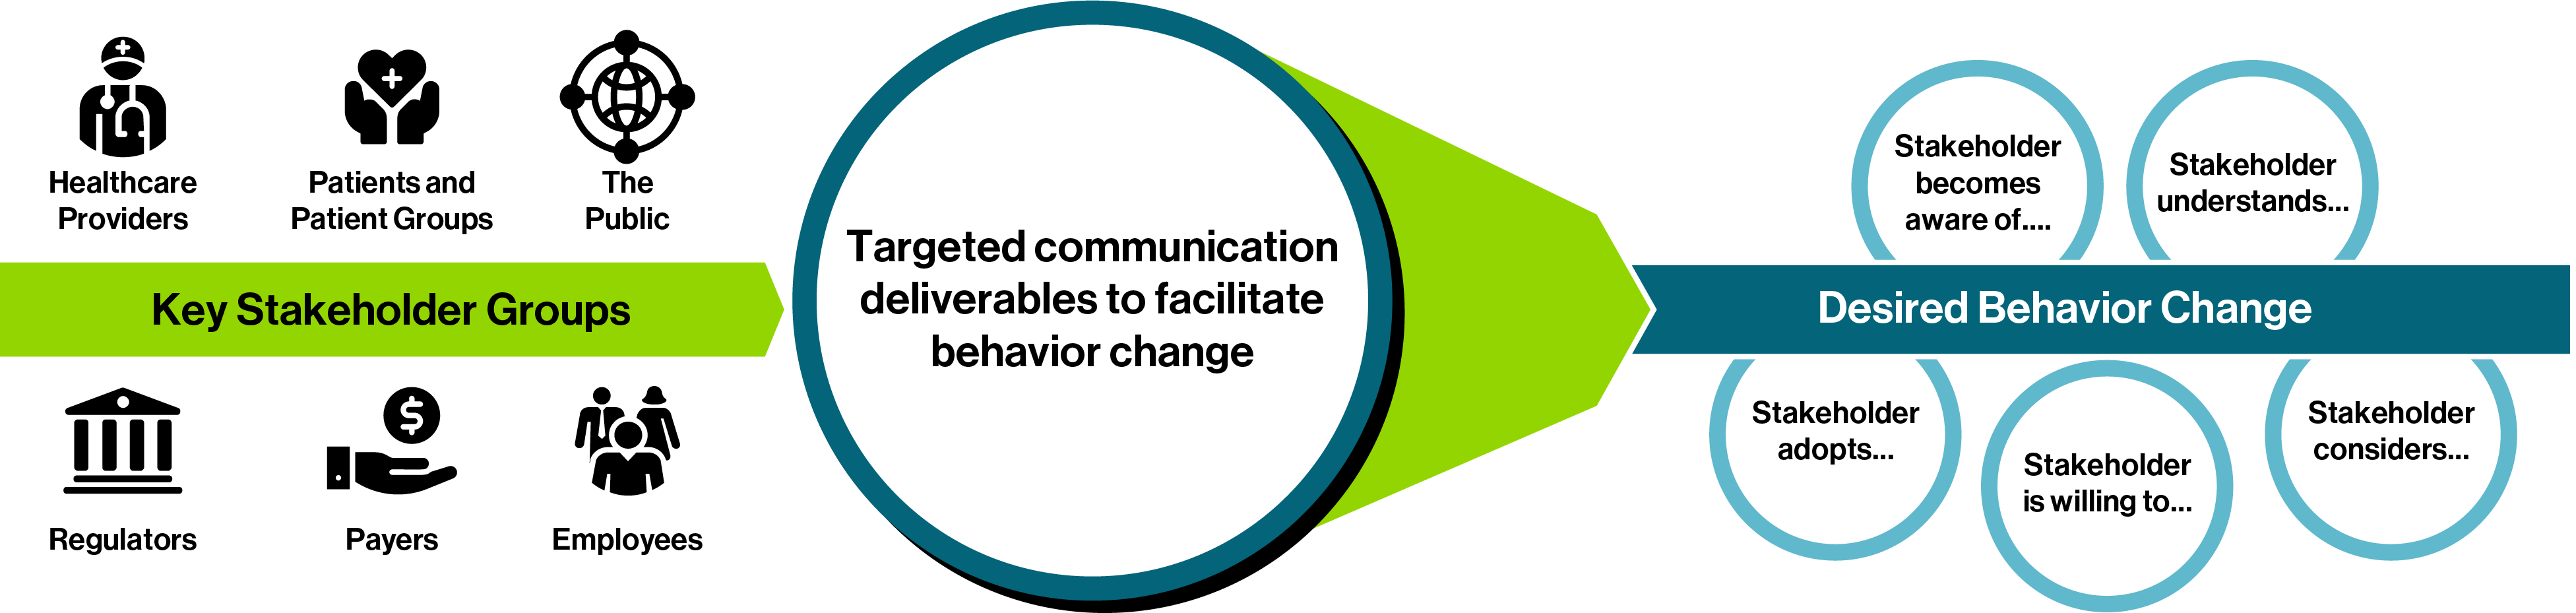 Healthcare
Providers
Patients and
Patient Groups
The
Public
Key Stakeholder Groups
Regulators
Payers
Employees
Targeted communication
deliverables to facilitate
behavior change
Stakeholder
becomes
aware of....
Stakeholder
understands...
Desired Behavior Change
Stakeholder
adopts...
Stakeholder
is willing to...
Stakeholder
considers...